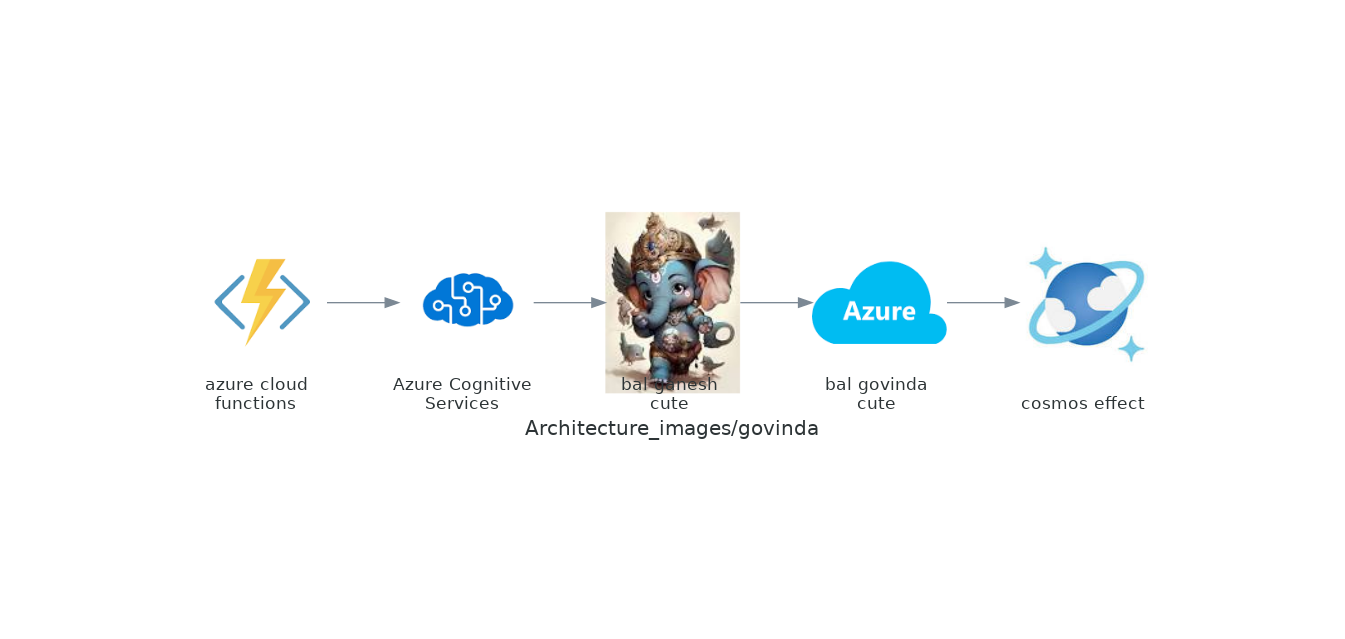 Azure
azure cloud
functions
Azure Cognitive
Services
bal ganesh
cute
bal govinda
cute
cosmos effect
Architecture_images/govinda